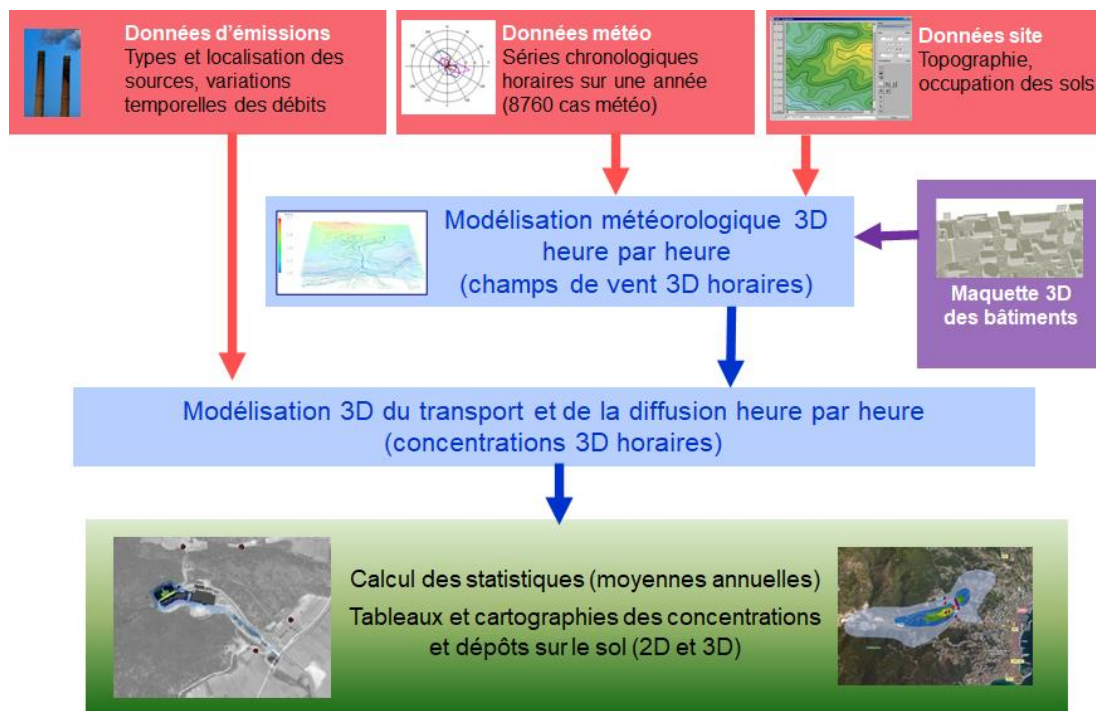 Données d'émissions
Types et localisation des
sources, variations
temporelles des débits
Données météo
Séries chronologiques
horaires sur une année
(8760 cas météo)
Données site
Topographie,
occupation des sols
Modélisation météorologique 3D
heure par heure
(champs de vent 3D horaires)
Maquette 3D
des bâtiments
Modélisation 3D du transport et de la diffusion heure par heure
(concentrations 3D horaires)
Calcul des statistiques (moyennes annuelles)
Tableaux et cartographies des concentrations
et dépôts sur le sol (2D et 3D)